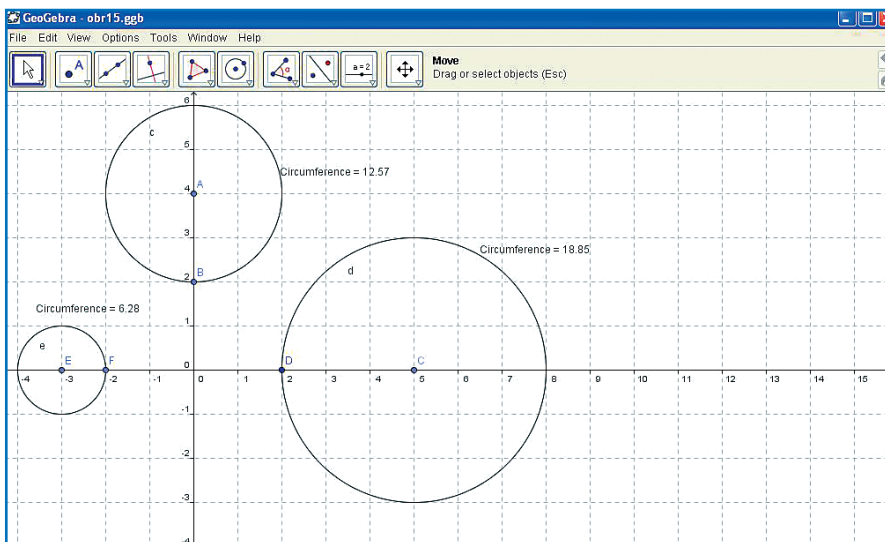 GeoGebra - obr15.ggb
File Edit View Options Tools Window Help
A
a = 2
Move
Drag or select objects (Esc)
6
c
5
Circumference = 12.57
4
A
3
Circumference = 18.85
B
d
2
Circumference = 6.28
1
e
E
F
0
D
C
-4 -3 -2 -1 0 1 2 3 4 5 6 7 8 9 10 11 12 13 14 15
-1
-2
-3
-4